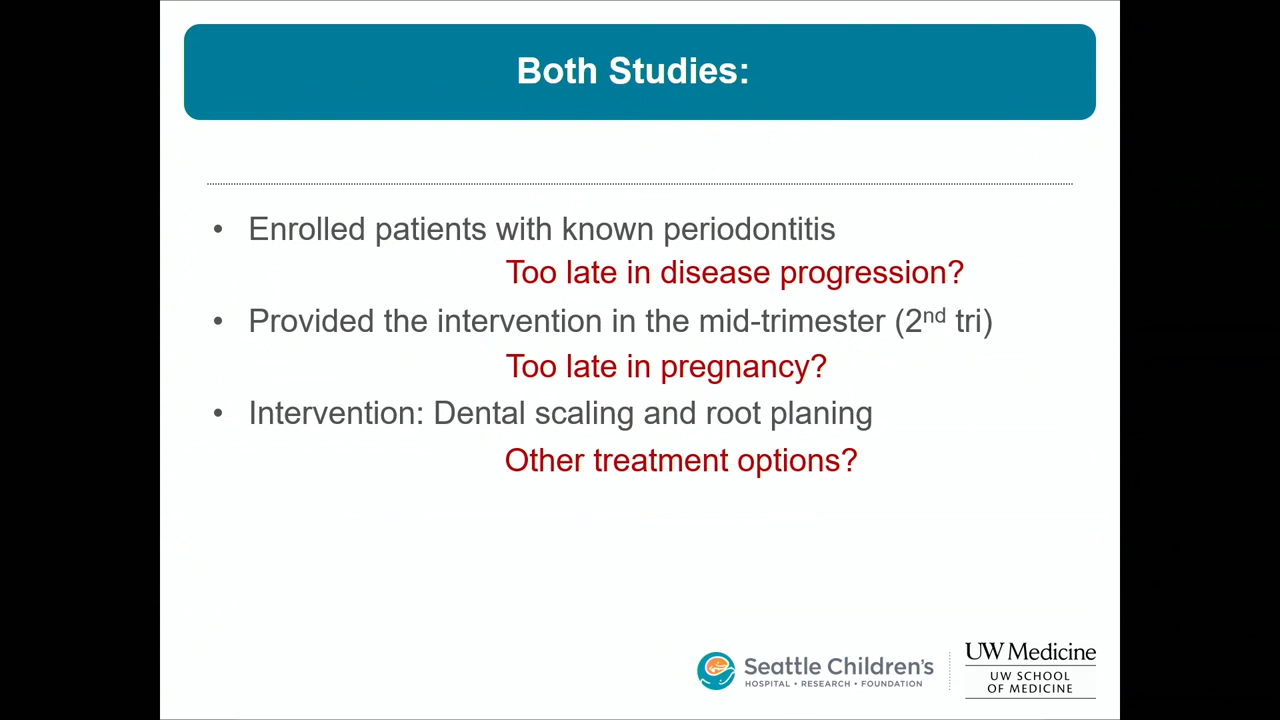 Both Studies:
• Enrolled patients with known periodontitis
Too late in disease progression?
• Provided the intervention in the mid-trimester (2nd tri)
Too late in pregnancy?
• Intervention: Dental scaling and root planing
Other treatment options?
Seattle Children's
HOSPITAL • RESEARCH • FOUNDATION
UW Medicine
UW SCHOOL
OF MEDICINE